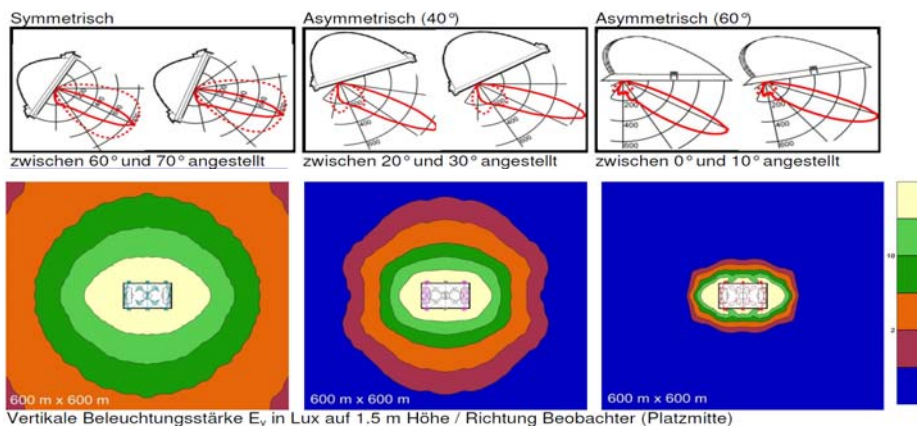 Symmetrisch
Asymmetrisch (40°)
Asymmetrisch (60°)
200
400
600
zwischen 60° und 70° angestellt
zwischen 20° und 30° angestellt
zwischen 0° und 10° angestellt
10
2
600 m x 600 m
600 m x 600 m
600 m x 600 m
Vertikale Beleuchtungsstärke Ev in Lux auf 1.5 m Höhe / Richtung Beobachter (Platzmitte)